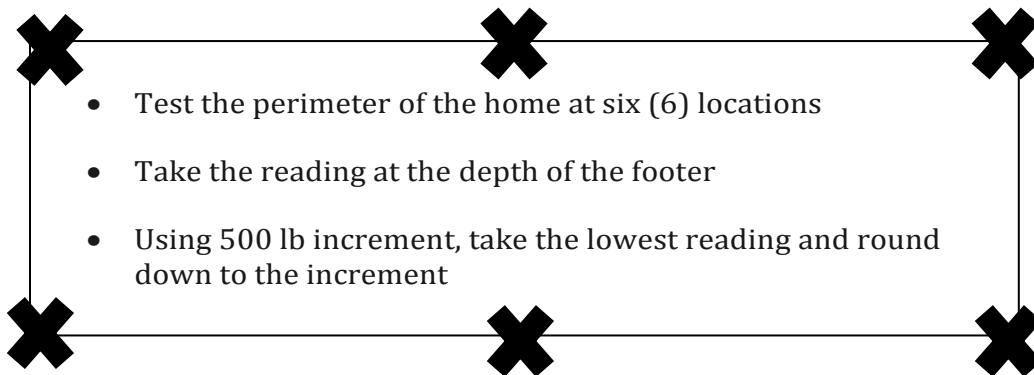 • Test the perimeter of the home at six (6) locations
• Take the reading at the depth of the footer
• Using 500 lb increment, take the lowest reading and round
down to the increment